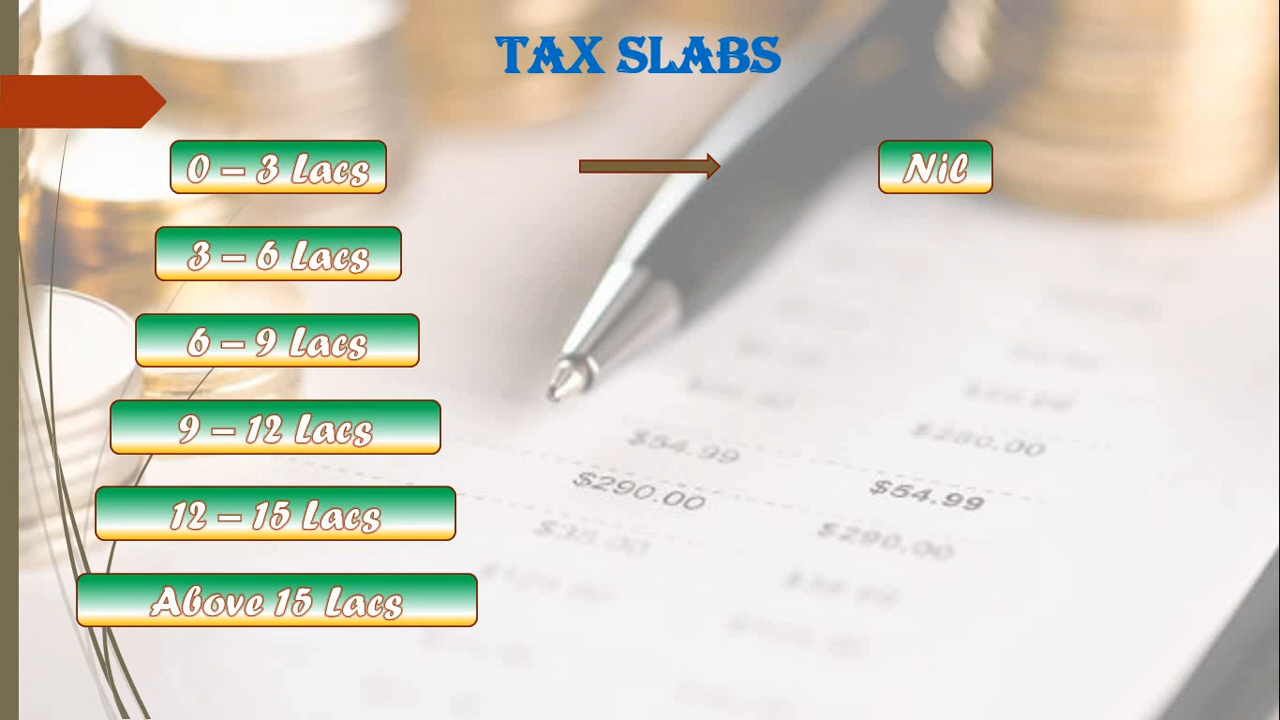 TAX SLABS
0 – 3 Lacs
Nil
3 – 6 Lacs
6 – 9 Lacs
9 – 12 Lacs
12 – 15 Lacs
Above 15 Lacs
$54.99
$280.00
$290.00
$54.99
$290.00